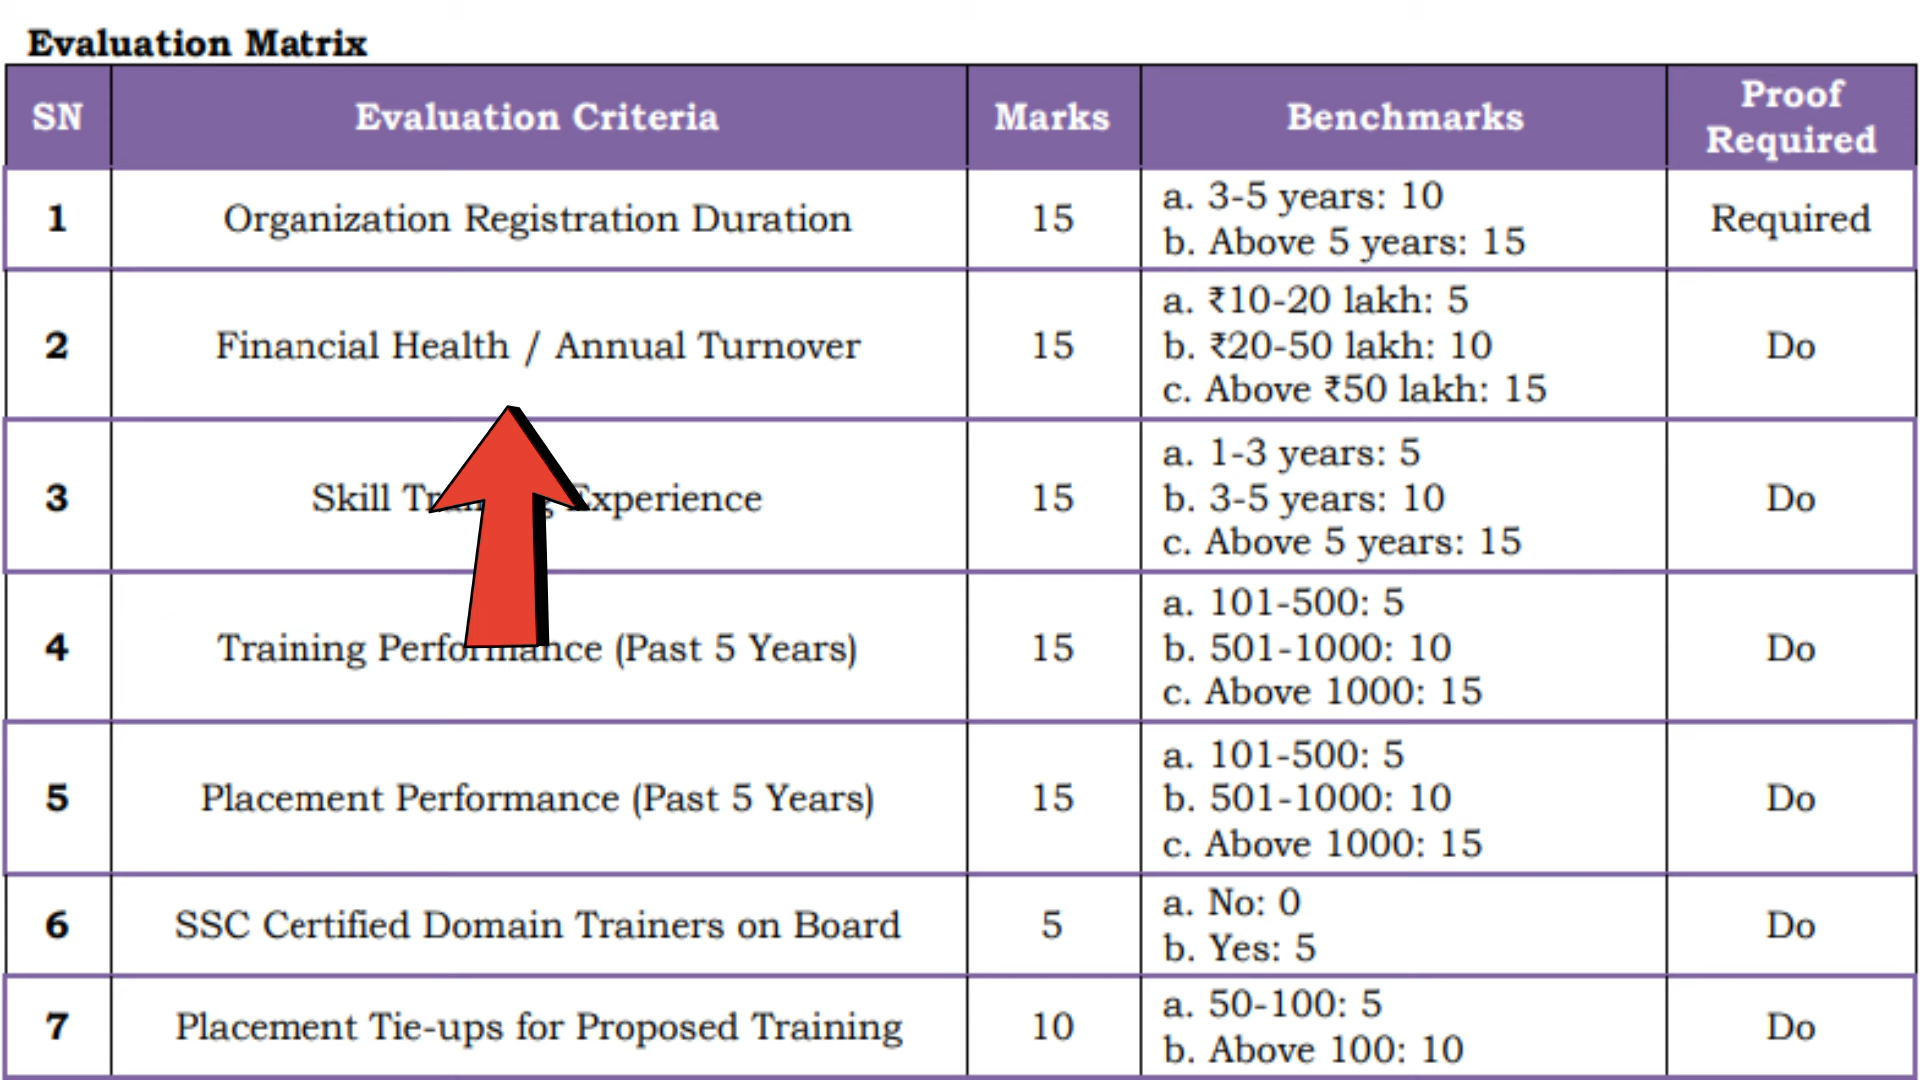 Evaluation Matrix
SN Evaluation Criteria Marks Benchmarks Proof Required
1 Organization Registration Duration 15 a. 3-5 years: 10 Required
b. Above 5 years: 15
2 Financial Health / Annual Turnover 15 a. ₹10-20 lakh: 5 Do
b. ₹20-50 lakh: 10
c. Above ₹50 lakh: 15
3 Skill Experience 15 a. 1-3 years: 5 Do
b. 3-5 years: 10
c. Above 5 years: 15
4 Training Performance (Past 5 Years) 15 a. 101-500: 5 Do
b. 501-1000: 10
c. Above 1000: 15
5 Placement Performance (Past 5 Years) 15 a. 101-500: 5 Do
b. 501-1000: 10
c. Above 1000: 15
6 SSC Certified Domain Trainers on Board 5 a. No: 0 Do
b. Yes: 5
7 Placement Tie-ups for Proposed Training 10 a. 50-100: 5 Do
b. Above 100: 10